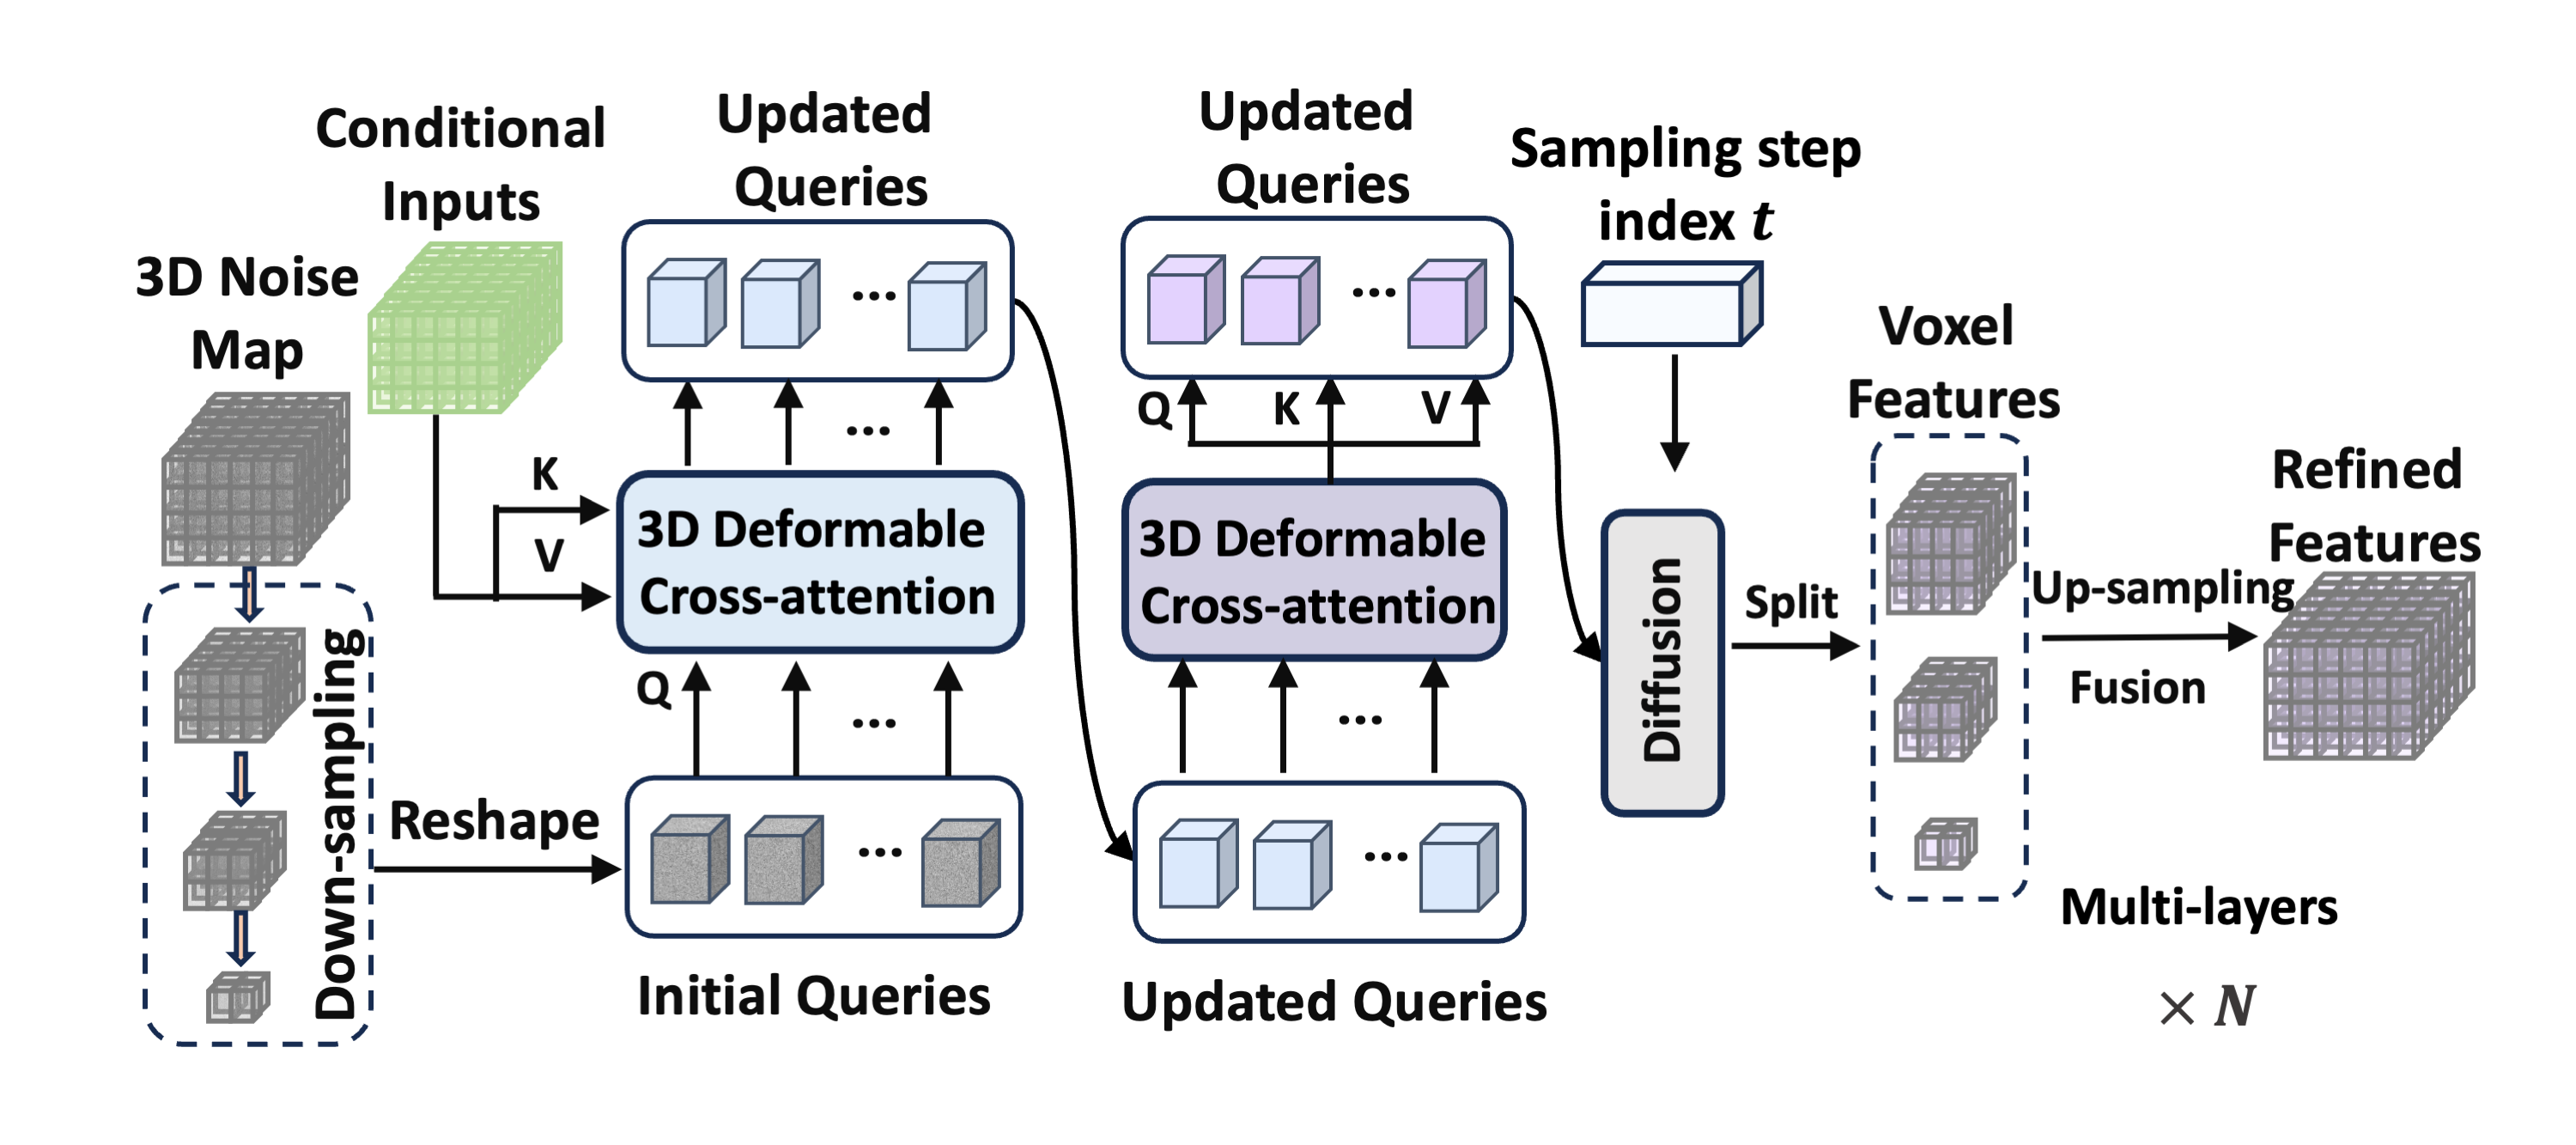 Conditional
Inputs
3D Noise
Map
Down-sampling
Reshape
Updated
Queries
K
V
3D Deformable
Cross-attention
Q
...
...
...
...
Initial Queries
Updated
Queries
...
Q
K
V
3D Deformable
Cross-attention
...
...
Updated Queries
Sampling step
index t
Diffusion
Split
Voxel
Features
Up-sampling
Fusion
Refined
Features
Multi-layers
× N